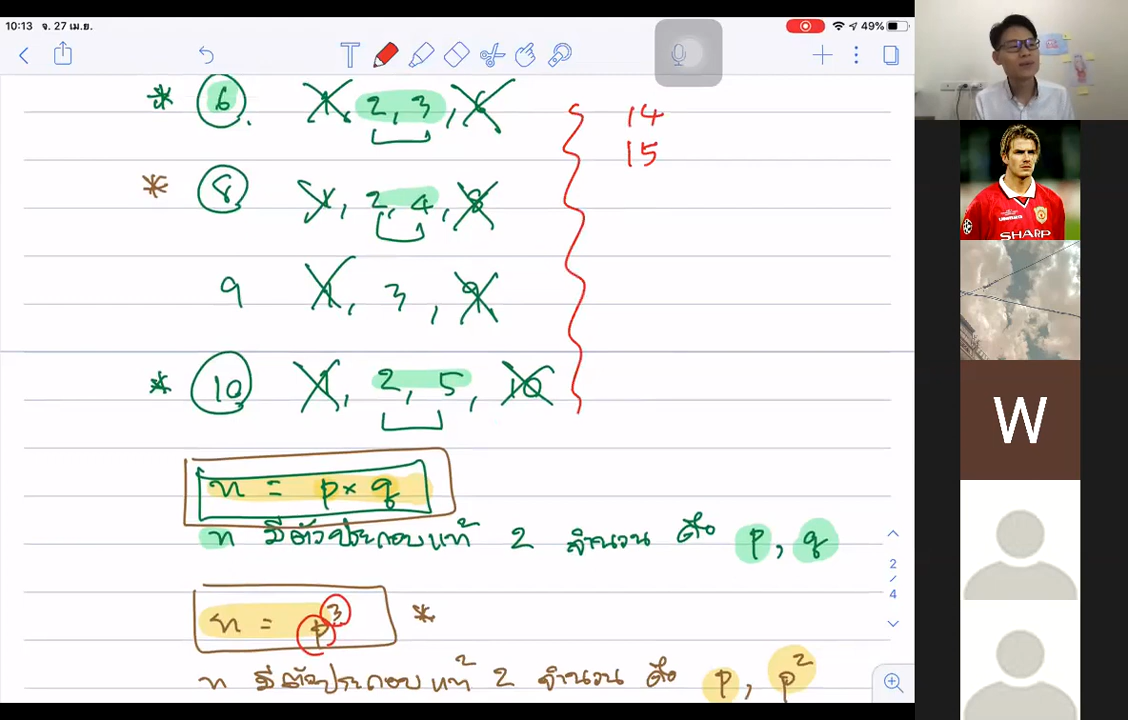 10:13 จ. 27 เม.ย. 49%
* 6. 1, 2, 3, 6
* 8 1, 2, 4, 8
9 1, 3, 9
* 10 1, 2, 5, 10
14
15
n = p × q
n มีตัวประกอบแท้ 2 จำนวน คือ p, q
n = p³ *
n มีตัวประกอบแท้ 2 จำนวน คือ p, p²
2
/
4
T
SHARP
W